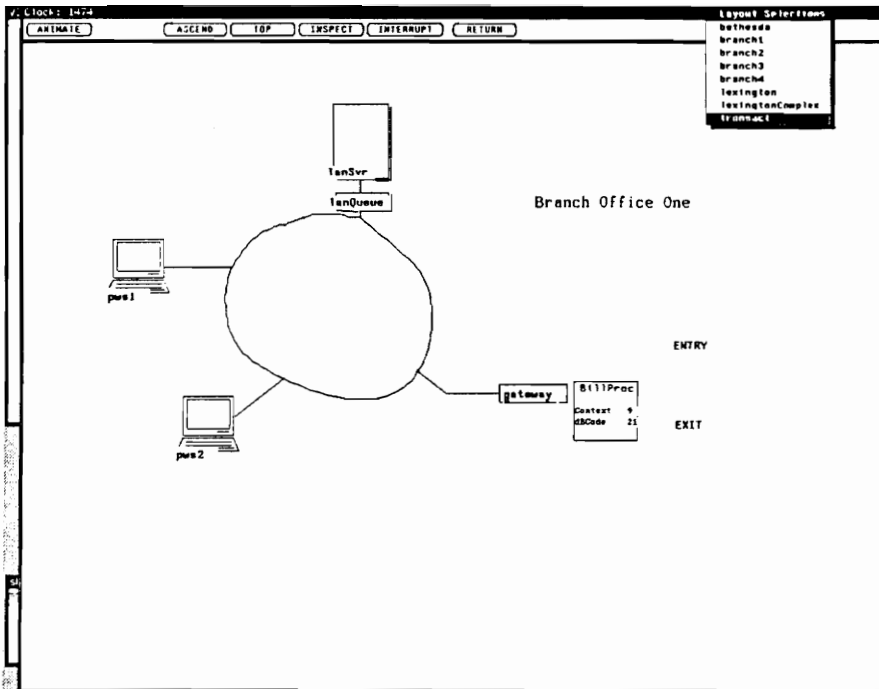 Clock: 1474
ANIMATE
ASCEND
TOP
INSPECT
INTERRUPT
RETURN
Layout Selections
bethesda
branch1
branch2
branch3
branch4
lexington
lexingtonComplex
transact
lanSvr
lanQueue
Branch Office One
pws1
ENTRY
gateway
BillProc
Context 9
dBCode 21
EXIT
pws2